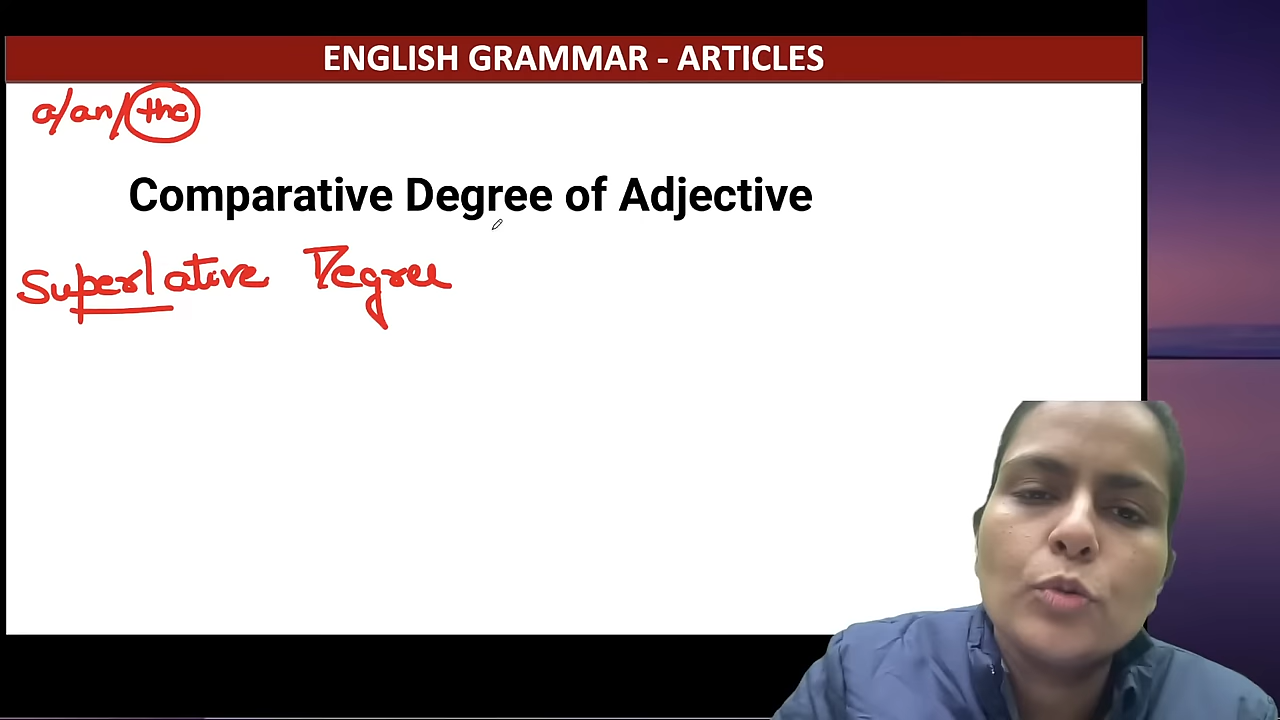 ENGLISH GRAMMAR - ARTICLES
a/an/the
Comparative Degree of Adjective
Superlative Degree